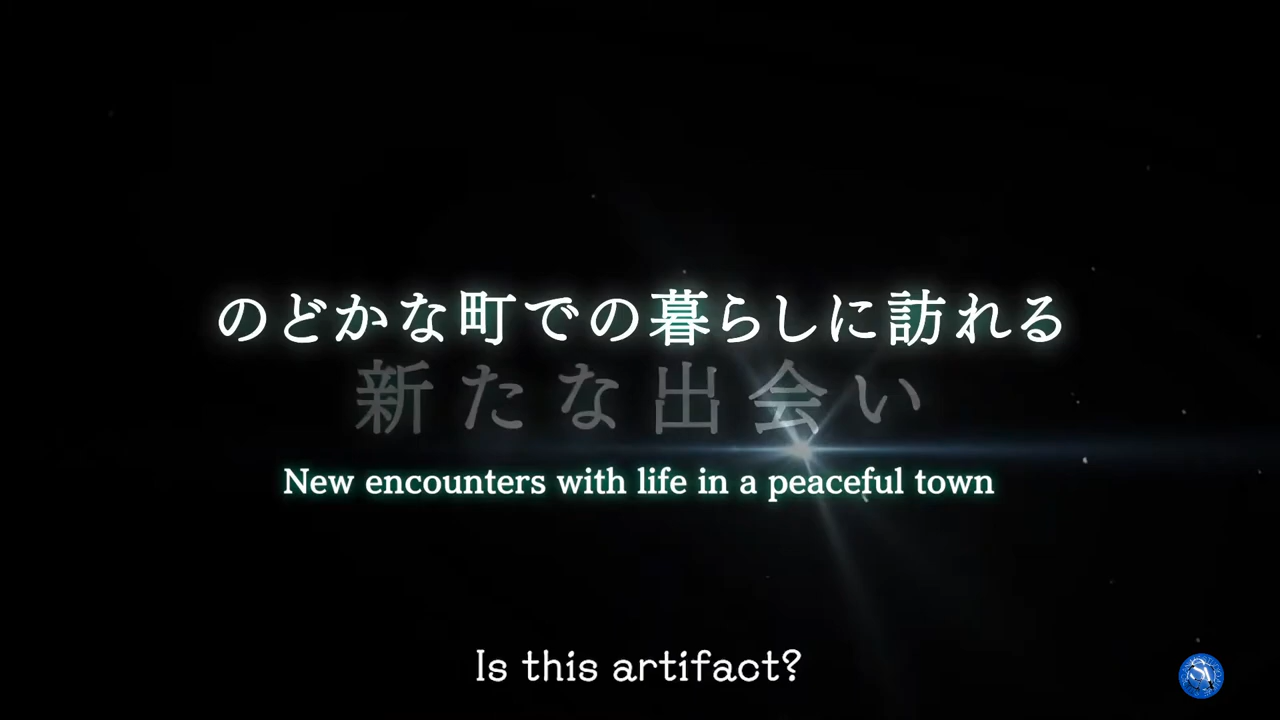 のどかな町での暮らしに訪れる
新たな出会い
New encounters with life in a peaceful town
Is this artifact?